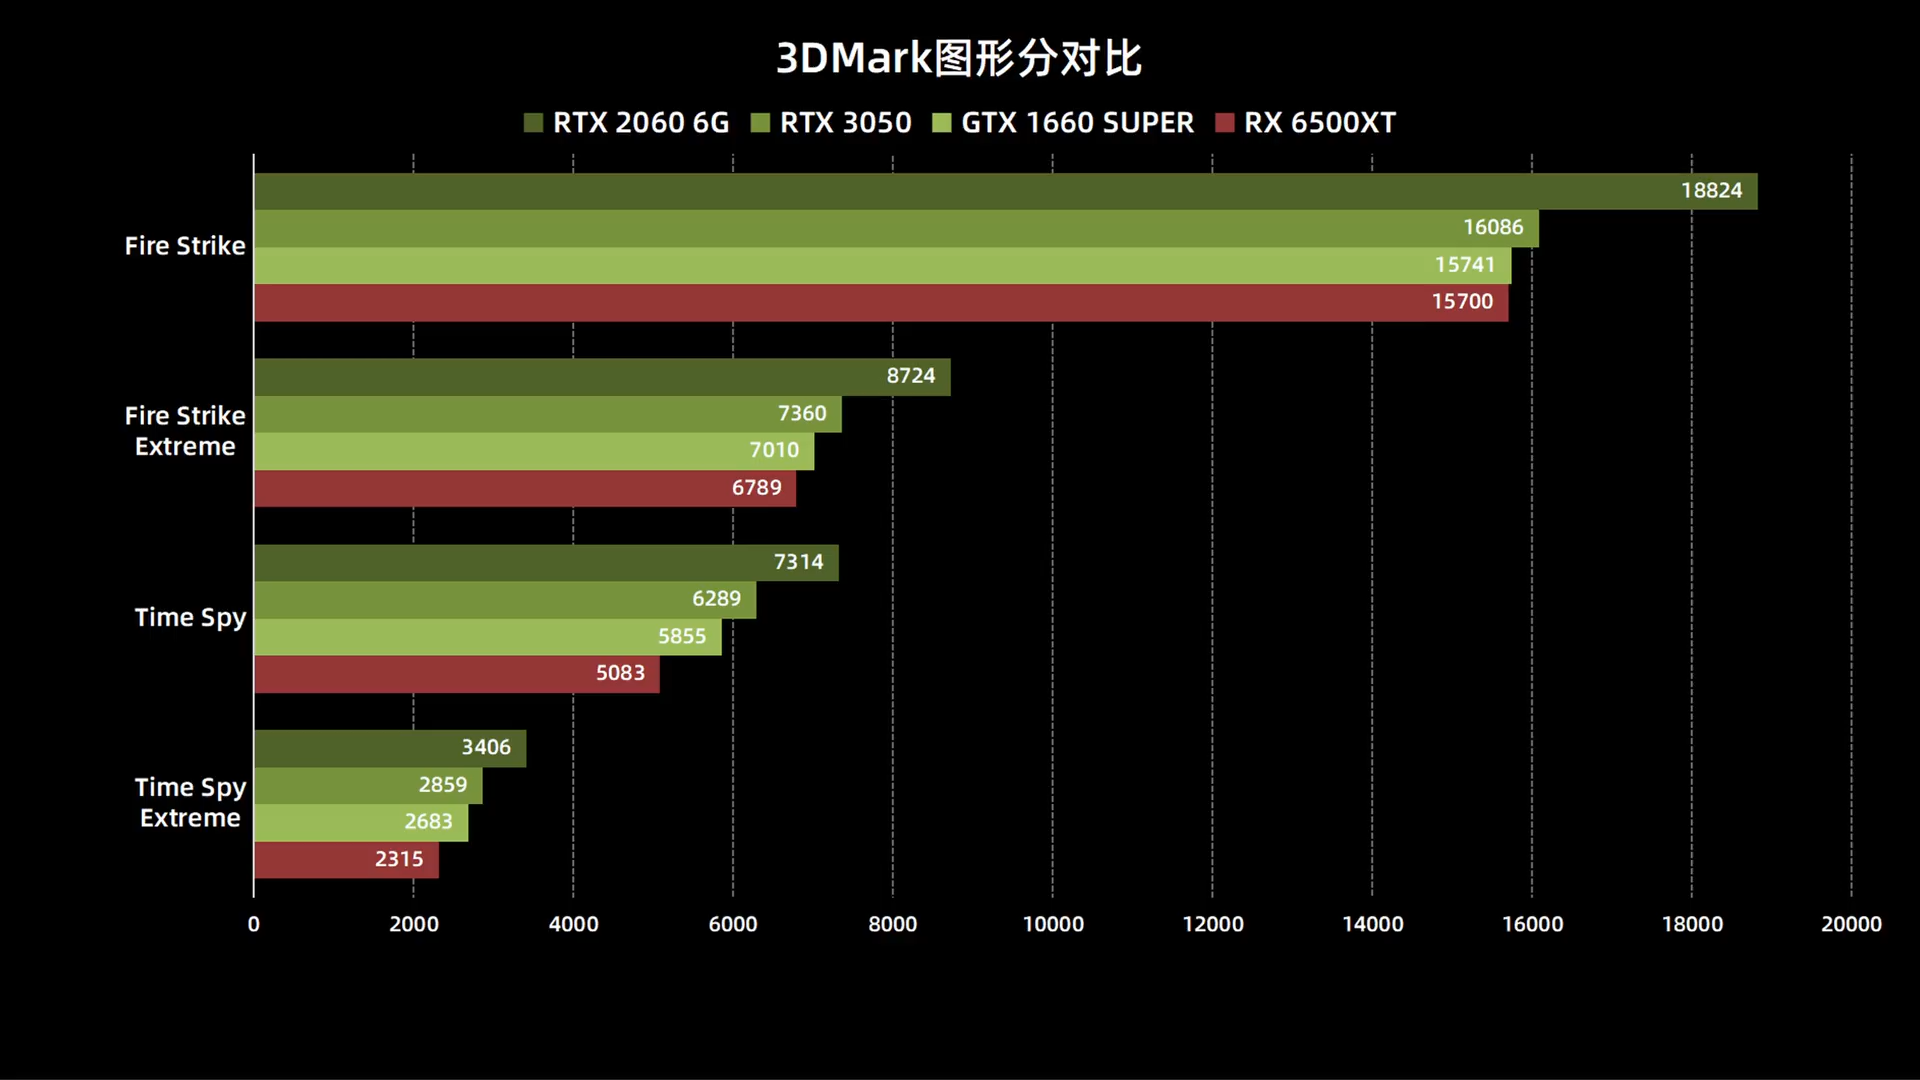 3DMark图形分对比
RTX 2060 6G RTX 3050 GTX 1660 SUPER RX 6500XT
Fire Strike
18824
16086
15741
15700
Fire Strike
Extreme
8724
7360
7010
6789
Time Spy
7314
6289
5855
5083
Time Spy
Extreme
3406
2859
2683
2315
0 2000 4000 6000 8000 10000 12000 14000 16000 18000 20000